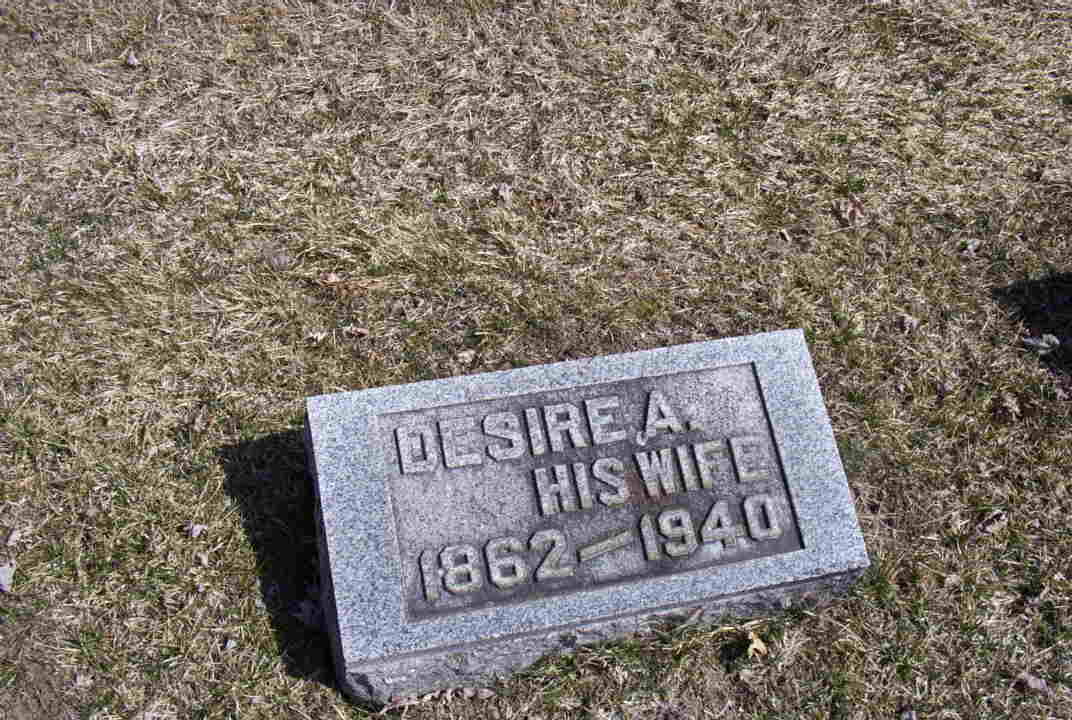 DESIRE A.
HIS WIFE
1862—1940